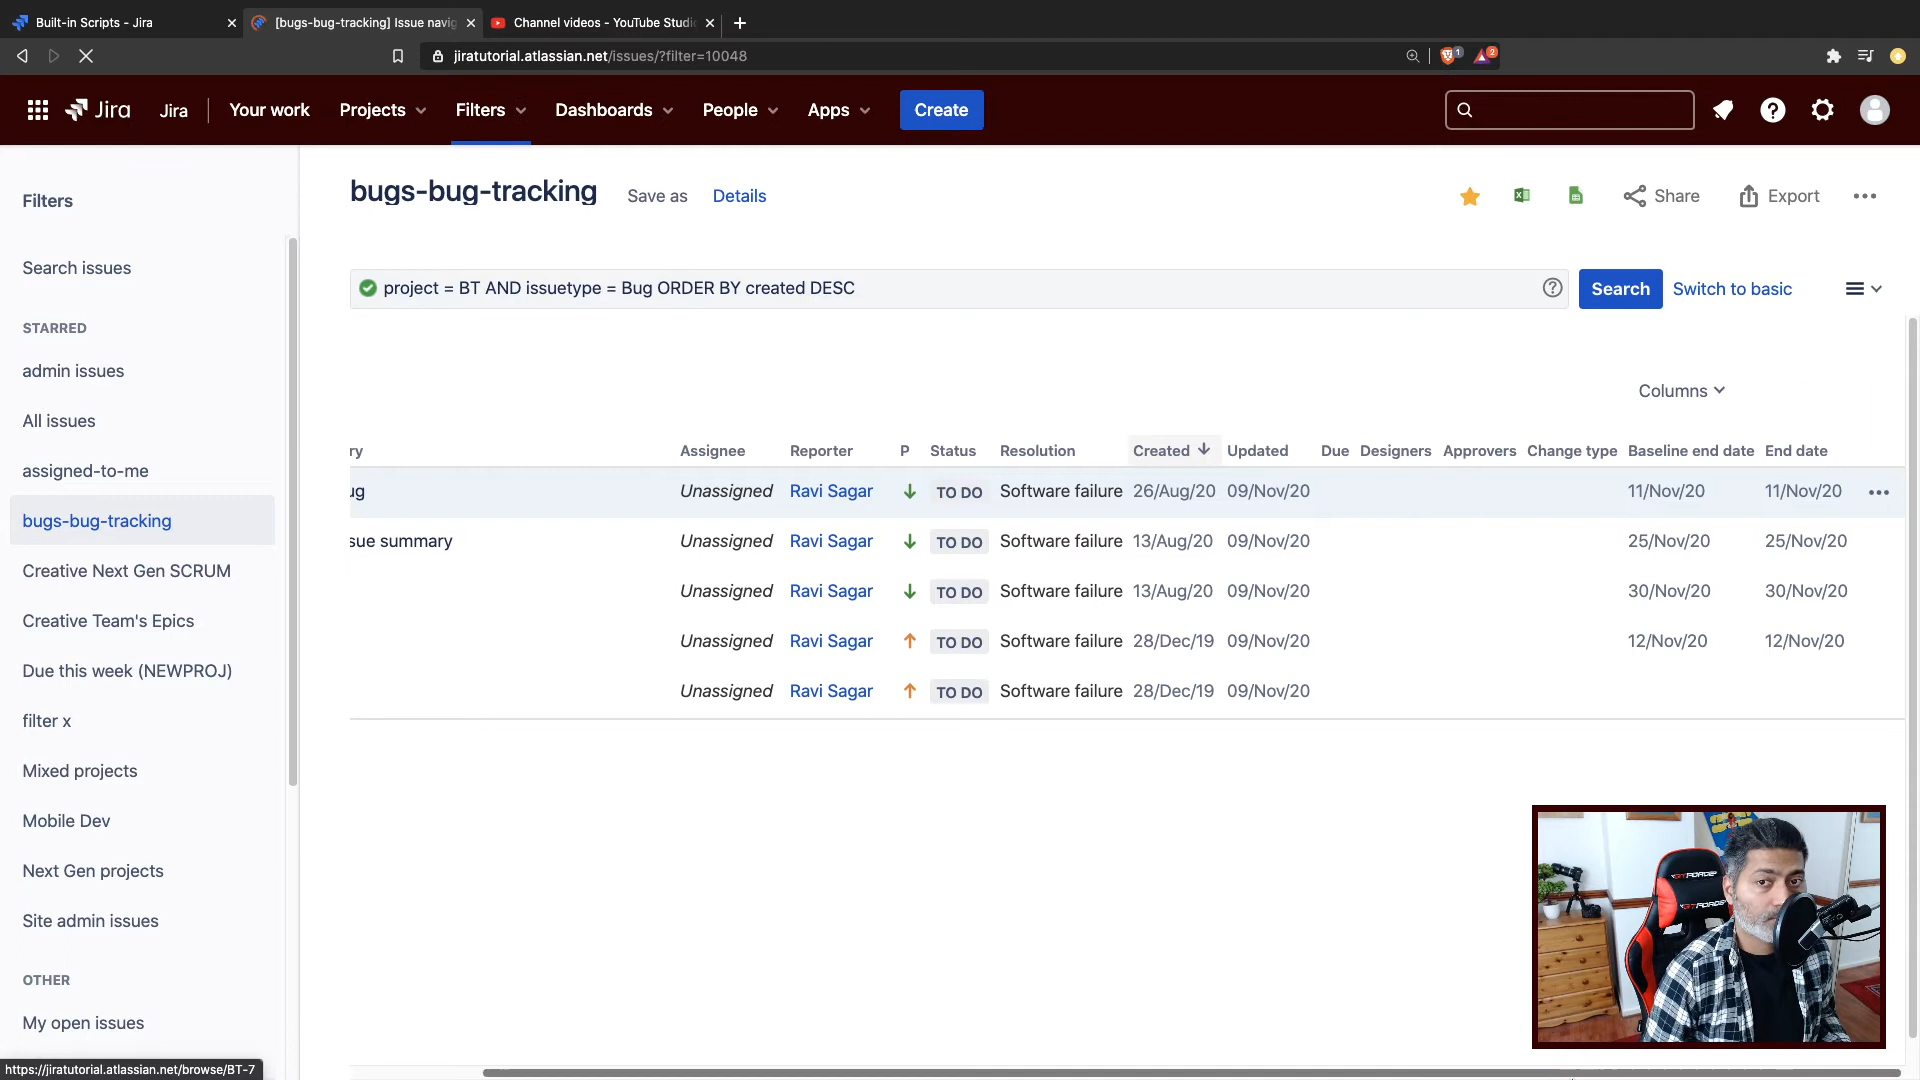 Built-in Scripts - Jira
[bugs-bug-tracking] Issue navig
Channel videos - YouTube Studi
jiratutorial.atlassian.net/issues/?filter=10048
1
2
Jira
Jira
Your work
Projects
Filters
Dashboards
People
Apps
Create
Filters
Search issues
STARRED
admin issues
All issues
assigned-to-me
bugs-bug-tracking
Creative Next Gen SCRUM
Creative Team's Epics
Due this week (NEWPROJ)
filter x
Mixed projects
Mobile Dev
Next Gen projects
Site admin issues
OTHER
My open issues
https://jiratutorial.atlassian.net/browse/BT-7
bugs-bug-tracking Save as Details
Share
Export
project = BT AND issuetype = Bug ORDER BY created DESC
Search
Switch to basic
Columns
ry Assignee Reporter P Status Resolution Created Updated Due Designers Approvers Change type Baseline end date End date
ug Unassigned Ravi Sagar TO DO Software failure 26/Aug/20 09/Nov/20 11/Nov/20 11/Nov/20
sue summary Unassigned Ravi Sagar TO DO Software failure 13/Aug/20 09/Nov/20 25/Nov/20 25/Nov/20
Unassigned Ravi Sagar TO DO Software failure 13/Aug/20 09/Nov/20 30/Nov/20 30/Nov/20
Unassigned Ravi Sagar TO DO Software failure 28/Dec/19 09/Nov/20 12/Nov/20 12/Nov/20
Unassigned Ravi Sagar TO DO Software failure 28/Dec/19 09/Nov/20
GTFORCE